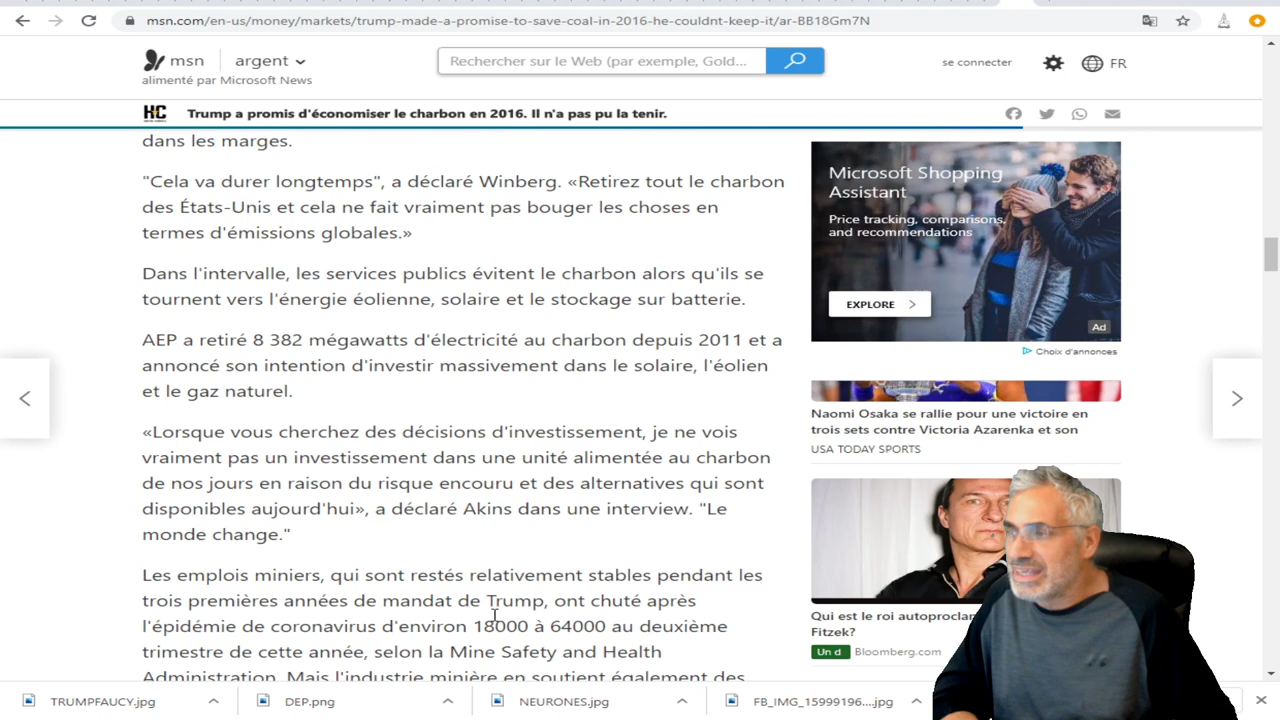 msn.com/en-us/money/markets/trump-made-a-promise-to-save-coal-in-2016-he-couldnt-keep-it/ar-BB18Gm7N
msn argent
alimenté par Microsoft News
Rechercher sur le Web (par exemple, Gold...
se connecter
FR
HC Trump a promis d'économiser le charbon en 2016. Il n'a pas pu la tenir.
dans les marges.
"Cela va durer longtemps", a déclaré Winberg. «Retirez tout le charbon
des États-Unis et cela ne fait vraiment pas bouger les choses en
termes d'émissions globales.»
Dans l'intervalle, les services publics évitent le charbon alors qu'ils se
tournent vers l'énergie éolienne, solaire et le stockage sur batterie.
AEP a retiré 8 382 mégawatts d'électricité au charbon depuis 2011 et a
annoncé son intention d'investir massivement dans le solaire, l'éolien
et le gaz naturel.
«Lorsque vous cherchez des décisions d'investissement, je ne vois
vraiment pas un investissement dans une unité alimentée au charbon
de nos jours en raison du risque encouru et des alternatives qui sont
disponibles aujourd'hui», a déclaré Akins dans une interview. "Le
monde change."
Les emplois miniers, qui sont restés relativement stables pendant les
trois premières années de mandat de Trump, ont chuté après
l'épidémie de coronavirus d'environ 18000 à 64000 au deuxième
trimestre de cette année, selon la Mine Safety and Health
Administration. Mais l'industrie minière en soutient également des
Microsoft Shopping
Assistant
Price tracking, comparisons,
and recommendations
EXPLORE
Ad
Choix d'annonces
Naomi Osaka se rallie pour une victoire en
trois sets contre Victoria Azarenka et son
USA TODAY SPORTS
Qui est le roi autoproclam
Fitzek?
Un d Bloomberg.com
TRUMPFAUCY.jpg
DEP.png
NEURONES.jpg
FB_IMG_15999196....jpg